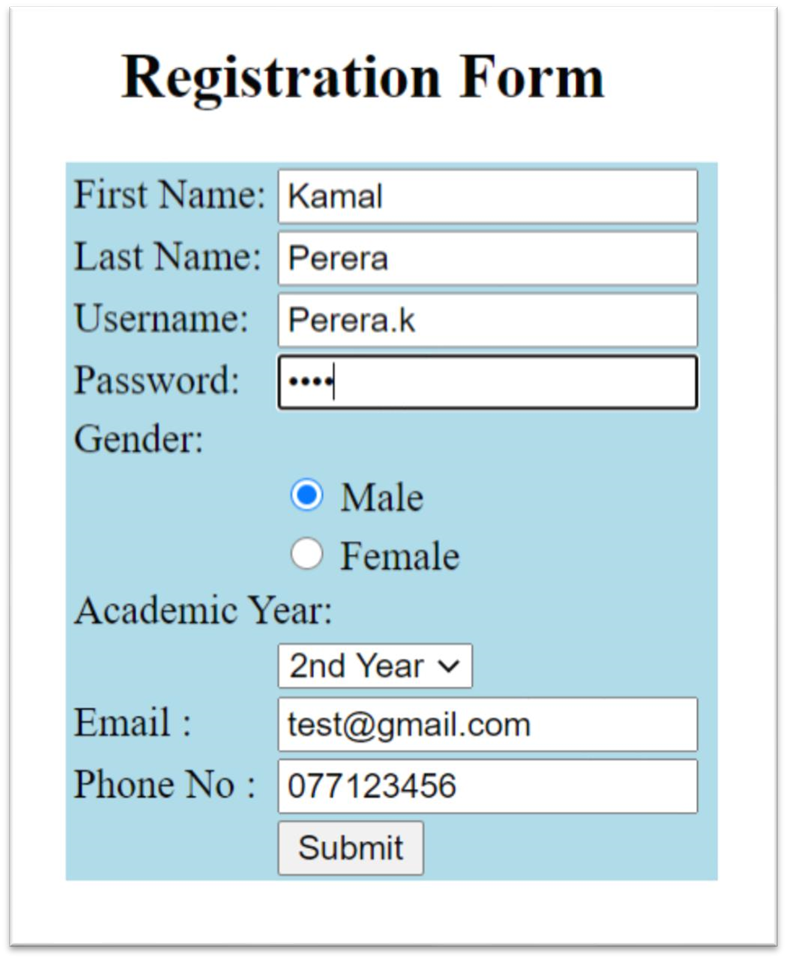 Registration Form
First Name: Kamal
Last Name: Perera
Username: Perera.k
Password: ••••
Gender:
Male
Female
Academic Year:
2nd Year
Email : test@gmail.com
Phone No : 077123456
Submit